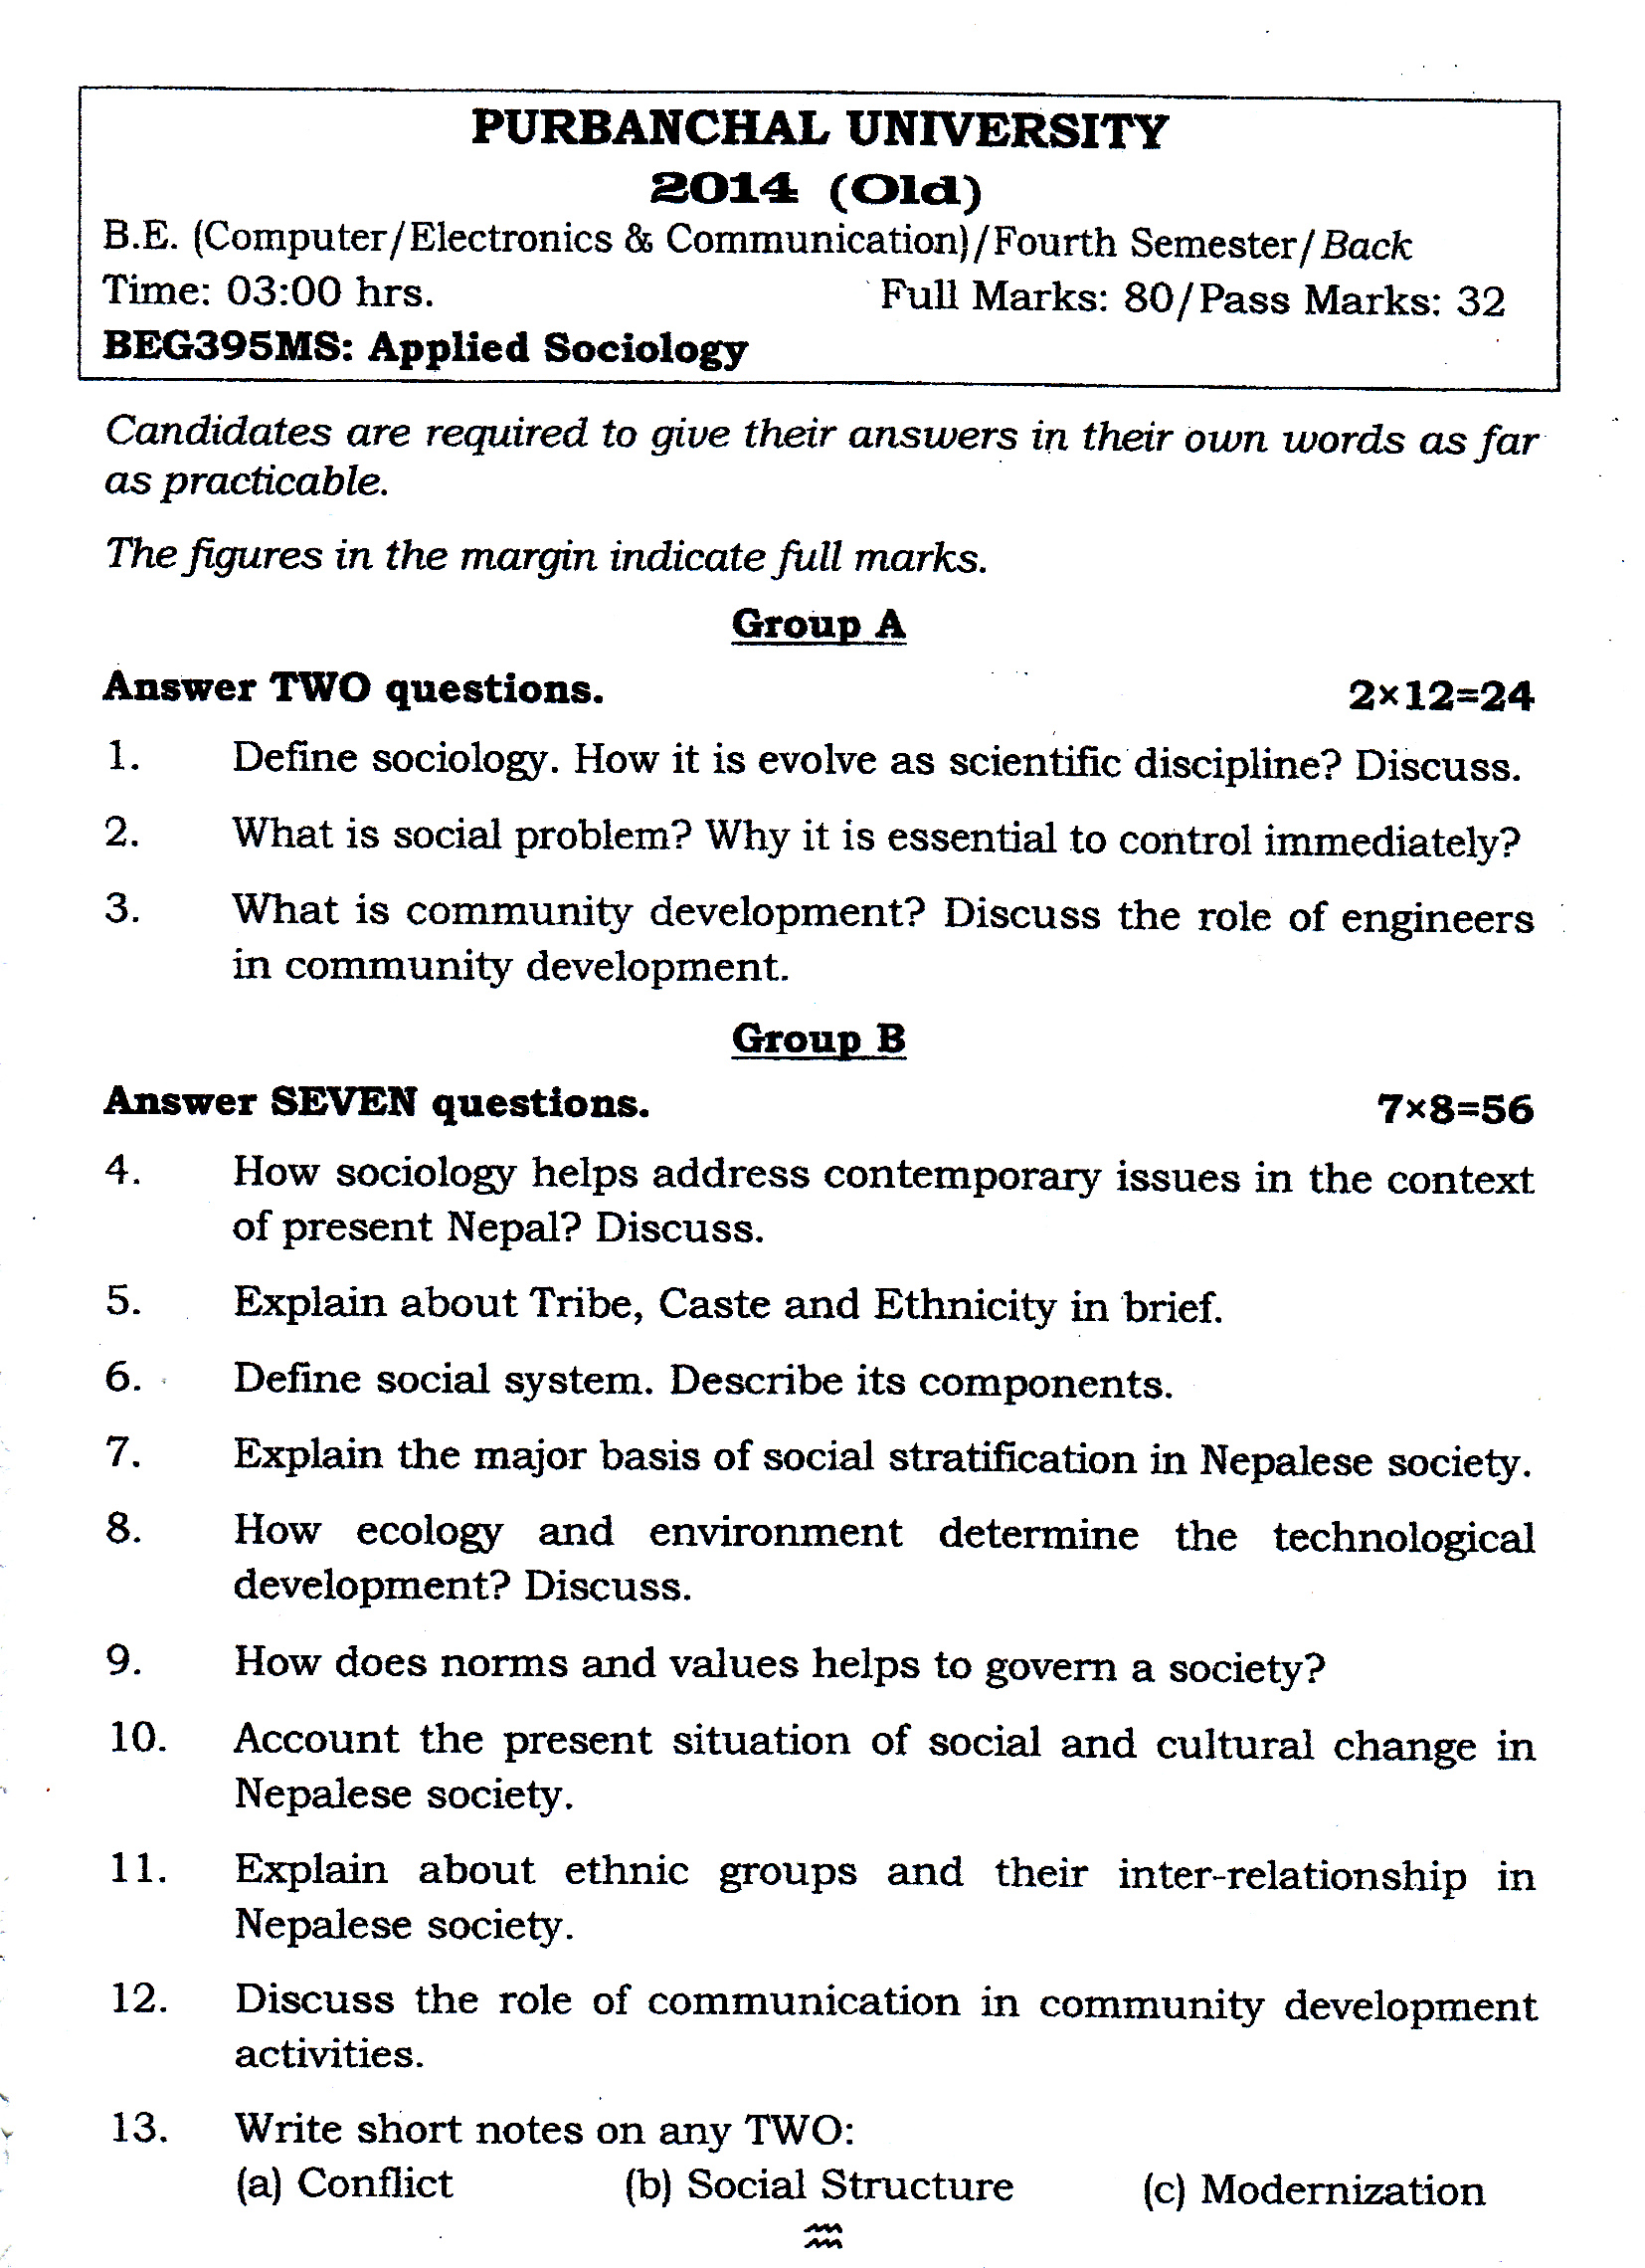 PURBANCHAL UNIVERSITY
2014 (Old)
B.E. (Computer/Electronics & Communication)/Fourth Semester/Back
Time: 03:00 hrs. Full Marks: 80/Pass Marks: 32
BEG395MS: Applied Sociology
Candidates are required to give their answers in their own words as far
as practicable.
The figures in the margin indicate full marks.
Group A
Answer TWO questions. 2×12=24
1. Define sociology. How it is evolve as scientific discipline? Discuss.
2. What is social problem? Why it is essential to control immediately?
3. What is community development? Discuss the role of engineers
in community development.
Group B
Answer SEVEN questions. 7×8=56
4. How sociology helps address contemporary issues in the context
of present Nepal? Discuss.
5. Explain about Tribe, Caste and Ethnicity in brief.
6. Define social system. Describe its components.
7. Explain the major basis of social stratification in Nepalese society.
8. How ecology and environment determine the technological
development? Discuss.
9. How does norms and values helps to govern a society?
10. Account the present situation of social and cultural change in
Nepalese society.
11. Explain about ethnic groups and their inter-relationship in
Nepalese society.
12. Discuss the role of communication in community development
activities.
13. Write short notes on any TWO:
(a) Conflict (b) Social Structure (c) Modernization